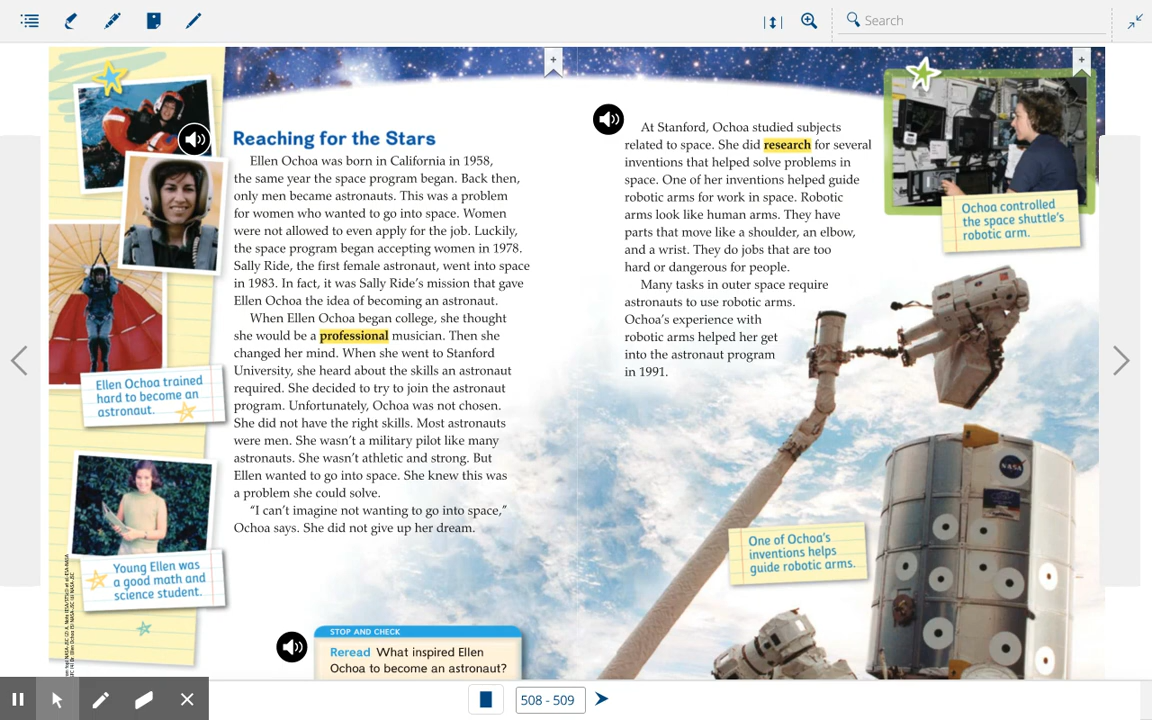 Search
Reaching for the Stars
Ellen Ochoa was born in California in 1958,
the same year the space program began. Back then,
only men became astronauts. This was a problem
for women who wanted to go into space. Women
were not allowed to even apply for the job. Luckily,
the space program began accepting women in 1978.
Sally Ride, the first female astronaut, went into space
in 1983. In fact, it was Sally Ride's mission that gave
Ellen Ochoa the idea of becoming an astronaut.
When Ellen Ochoa began college, she thought
she would be a professional musician. Then she
changed her mind. When she went to Stanford
University, she heard about the skills an astronaut
required. She decided to try to join the astronaut
program. Unfortunately, Ochoa was not chosen.
She did not have the right skills. Most astronauts
were men. She wasn't a military pilot like many
astronauts. She wasn't athletic and strong. But
Ellen wanted to go into space. She knew this was
a problem she could solve.
"I can't imagine not wanting to go into space,"
Ochoa says. She did not give up her dream.
Ellen Ochoa trained
hard to become an
astronaut.
Young Ellen was
a good math and
science student.
STOP AND CHECK
Reread What inspired Ellen
Ochoa to become an astronaut?
At Stanford, Ochoa studied subjects
related to space. She did research for several
inventions that helped solve problems in
space. One of her inventions helped guide
robotic arms for work in space. Robotic
arms look like human arms. They have
parts that move like a shoulder, an elbow,
and a wrist. They do jobs that are too
hard or dangerous for people.
Many tasks in outer space require
astronauts to use robotic arms.
Ochoa's experience with
robotic arms helped her get
into the astronaut program
in 1991.
Ochoa controlled
the space shuttle's
robotic arm.
NASA
One of Ochoa's
inventions helps
guide robotic arms.
508 - 509